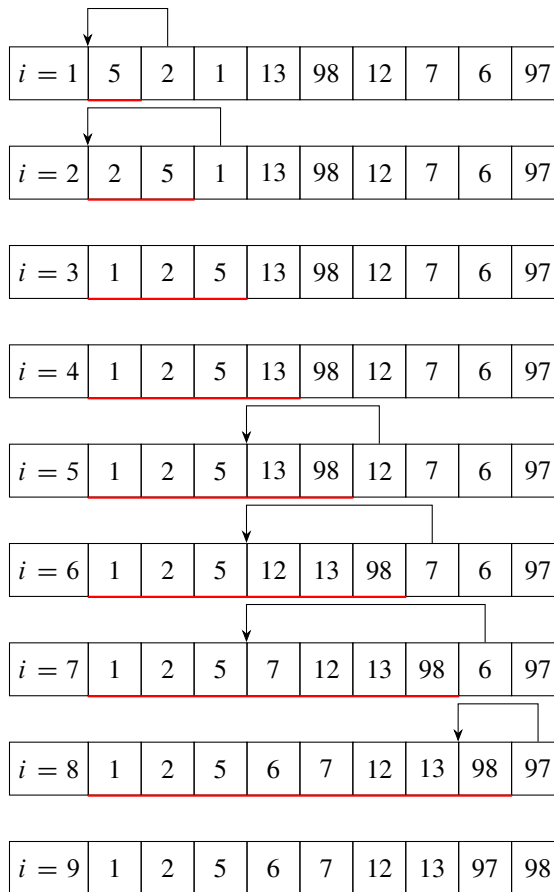 i = 1 5 2 1 13 98 12 7 6 97
i = 2 2 5 1 13 98 12 7 6 97
i = 3 1 2 5 13 98 12 7 6 97
i = 4 1 2 5 13 98 12 7 6 97
i = 5 1 2 5 13 98 12 7 6 97
i = 6 1 2 5 12 13 98 7 6 97
i = 7 1 2 5 7 12 13 98 6 97
i = 8 1 2 5 6 7 12 13 98 97
i = 9 1 2 5 6 7 12 13 97 98